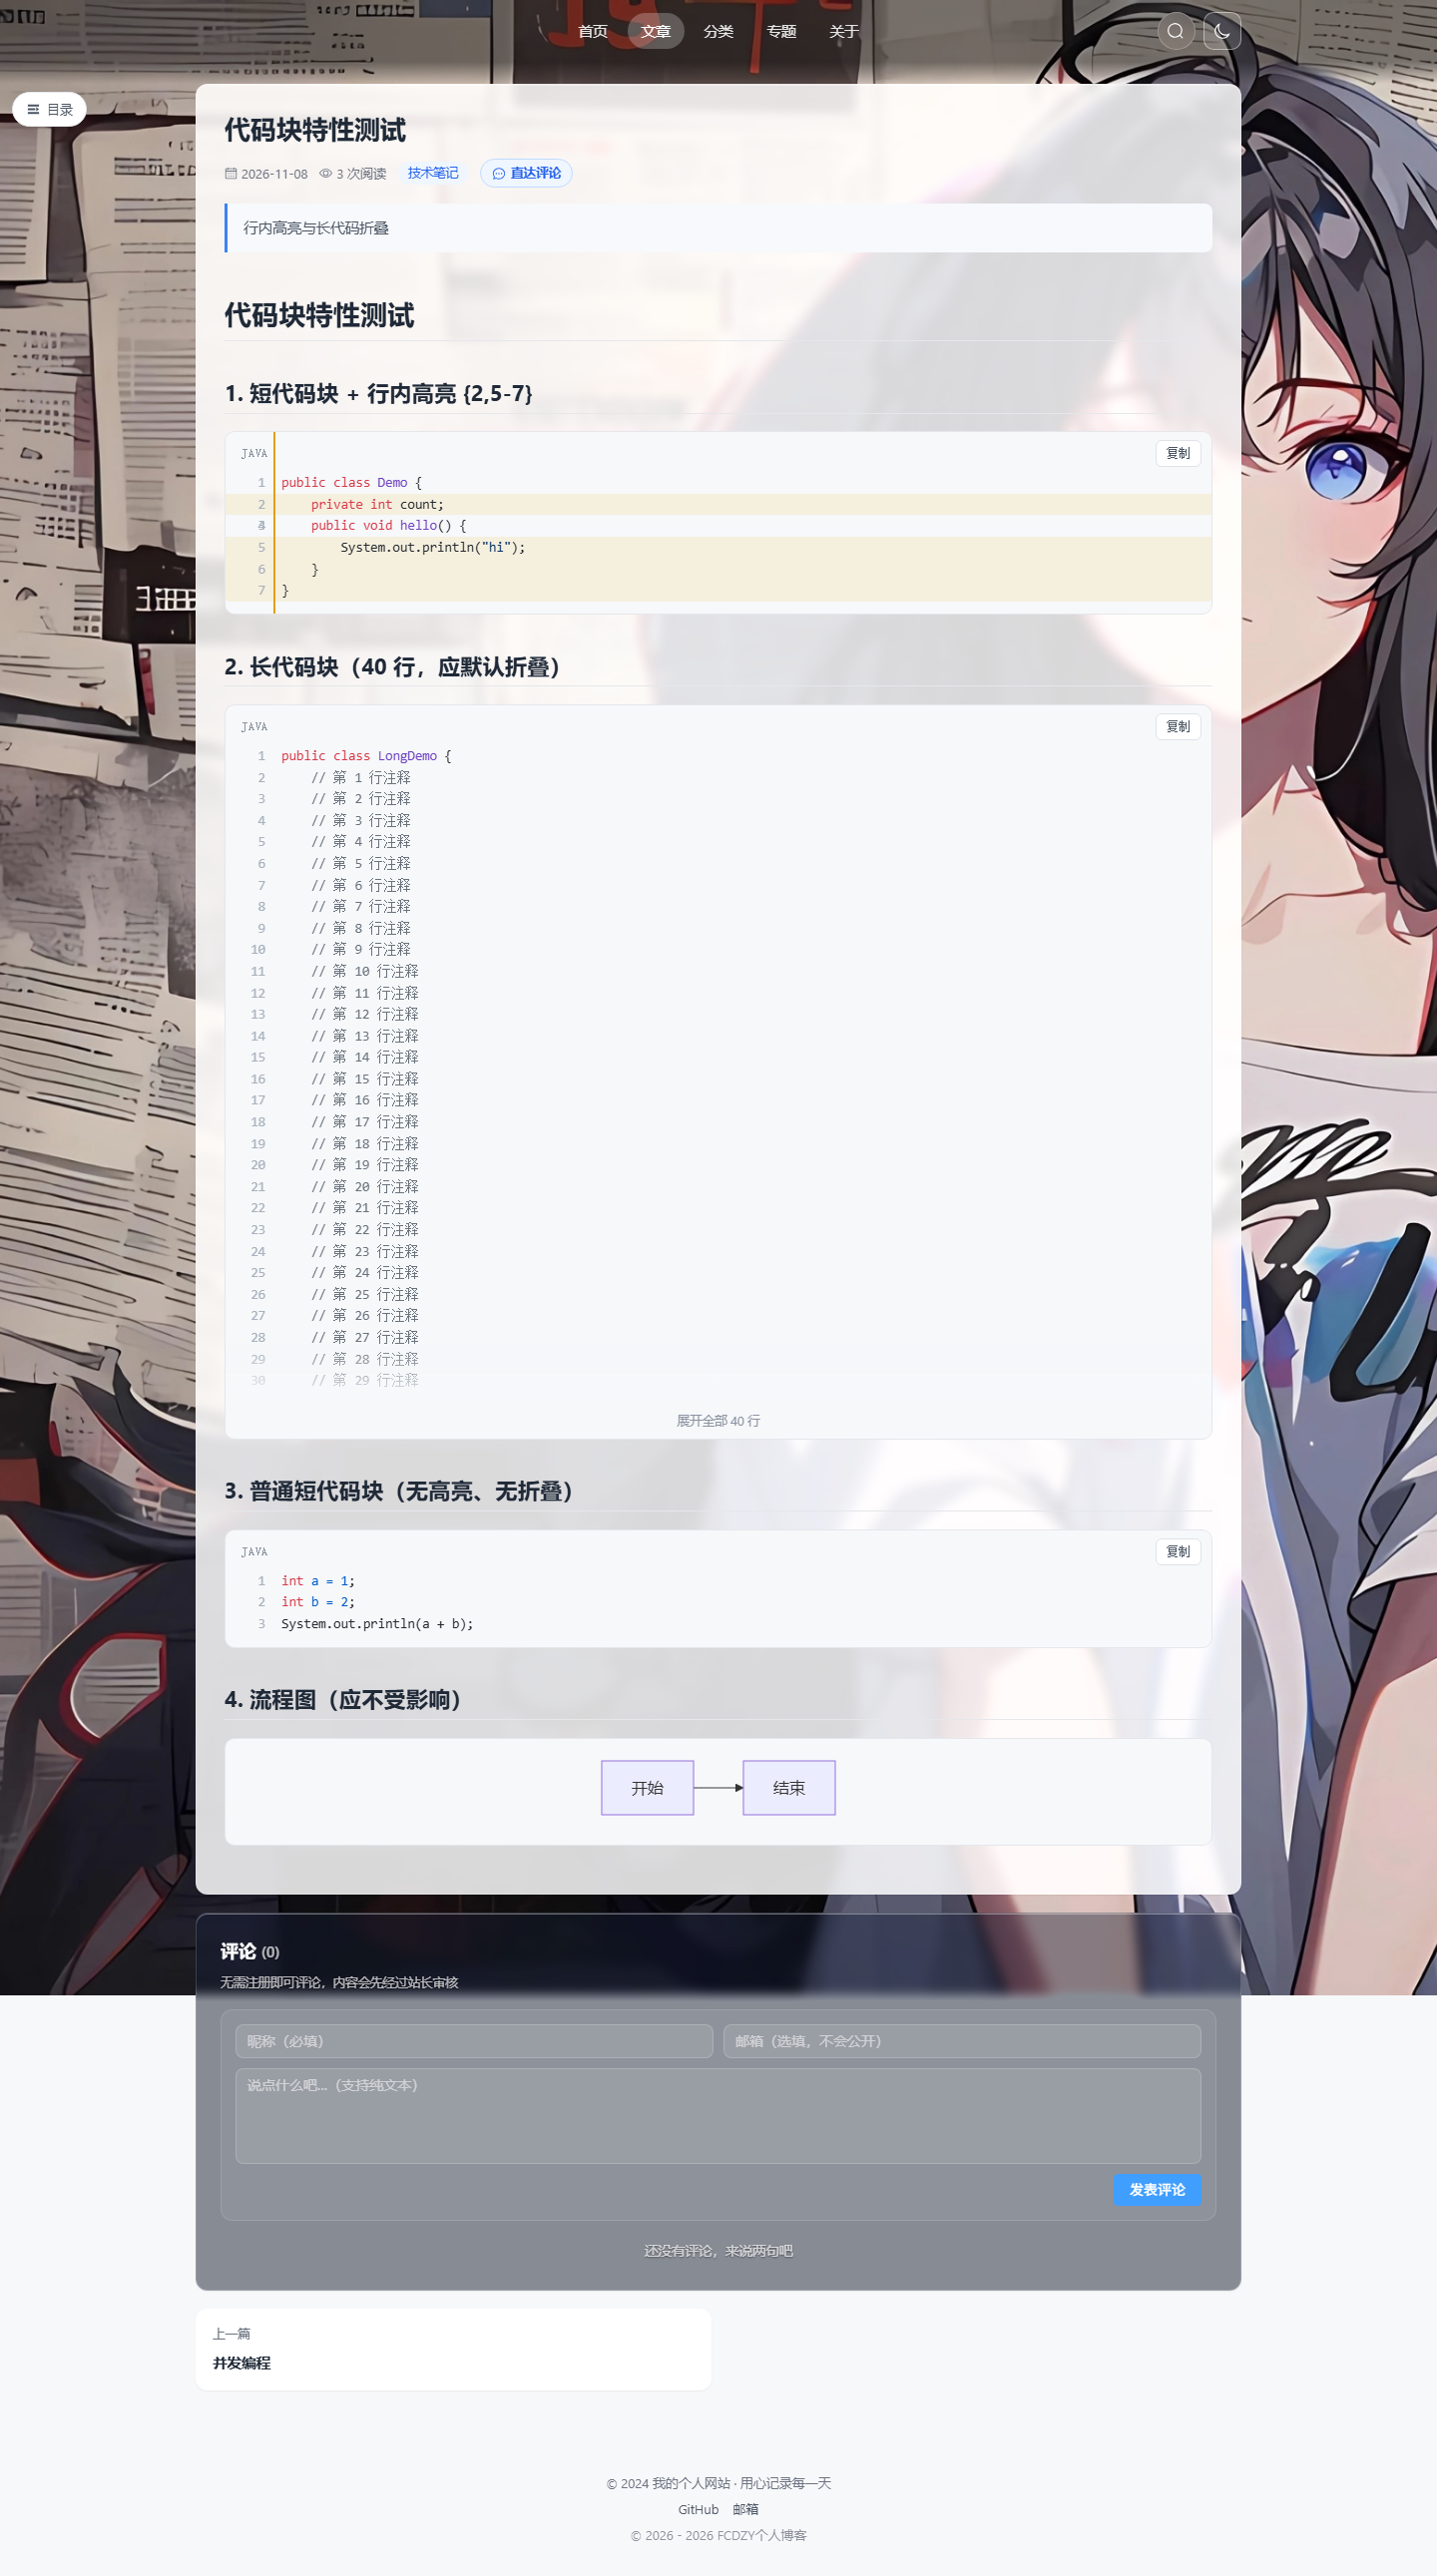 首页 文章 分类 专题 关于
目录
代码块特性测试
2026-11-08 3 次阅读 技术笔记 直达评论
行内高亮与长代码折叠
代码块特性测试
1. 短代码块 + 行内高亮 {2,5-7}
JAVA 复制
1 public class Demo {
2     private int count;
    public void hello() {
5         System.out.println("hi");
6     }
7 }
2. 长代码块（40 行，应默认折叠）
JAVA 复制
1 public class LongDemo {
2     // 第 1 行注释
3     // 第 2 行注释
4     // 第 3 行注释
5     // 第 4 行注释
6     // 第 5 行注释
7     // 第 6 行注释
8     // 第 7 行注释
9     // 第 8 行注释
10     // 第 9 行注释
11     // 第 10 行注释
12     // 第 11 行注释
13     // 第 12 行注释
14     // 第 13 行注释
15     // 第 14 行注释
16     // 第 15 行注释
17     // 第 16 行注释
18     // 第 17 行注释
19     // 第 18 行注释
20     // 第 19 行注释
21     // 第 20 行注释
22     // 第 21 行注释
23     // 第 22 行注释
24     // 第 23 行注释
25     // 第 24 行注释
26     // 第 25 行注释
27     // 第 26 行注释
28     // 第 27 行注释
29     // 第 28 行注释
30     // 第 29 行注释
展开全部 40 行
3. 普通短代码块（无高亮、无折叠）
JAVA 复制
1 int a = 1;
2 int b = 2;
3 System.out.println(a + b);
4. 流程图（应不受影响）
开始 结束
评论 (0)
无需注册即可评论，内容会先经过站长审核
昵称（必填） 邮箱（选填，不会公开）
说点什么吧...（支持纯文本）
发表评论
还没有评论，来说两句吧
上一篇
并发编程
© 2024 我的个人网站 · 用心记录每一天
GitHub 邮箱
© 2026 - 2026 FCDZY个人博客